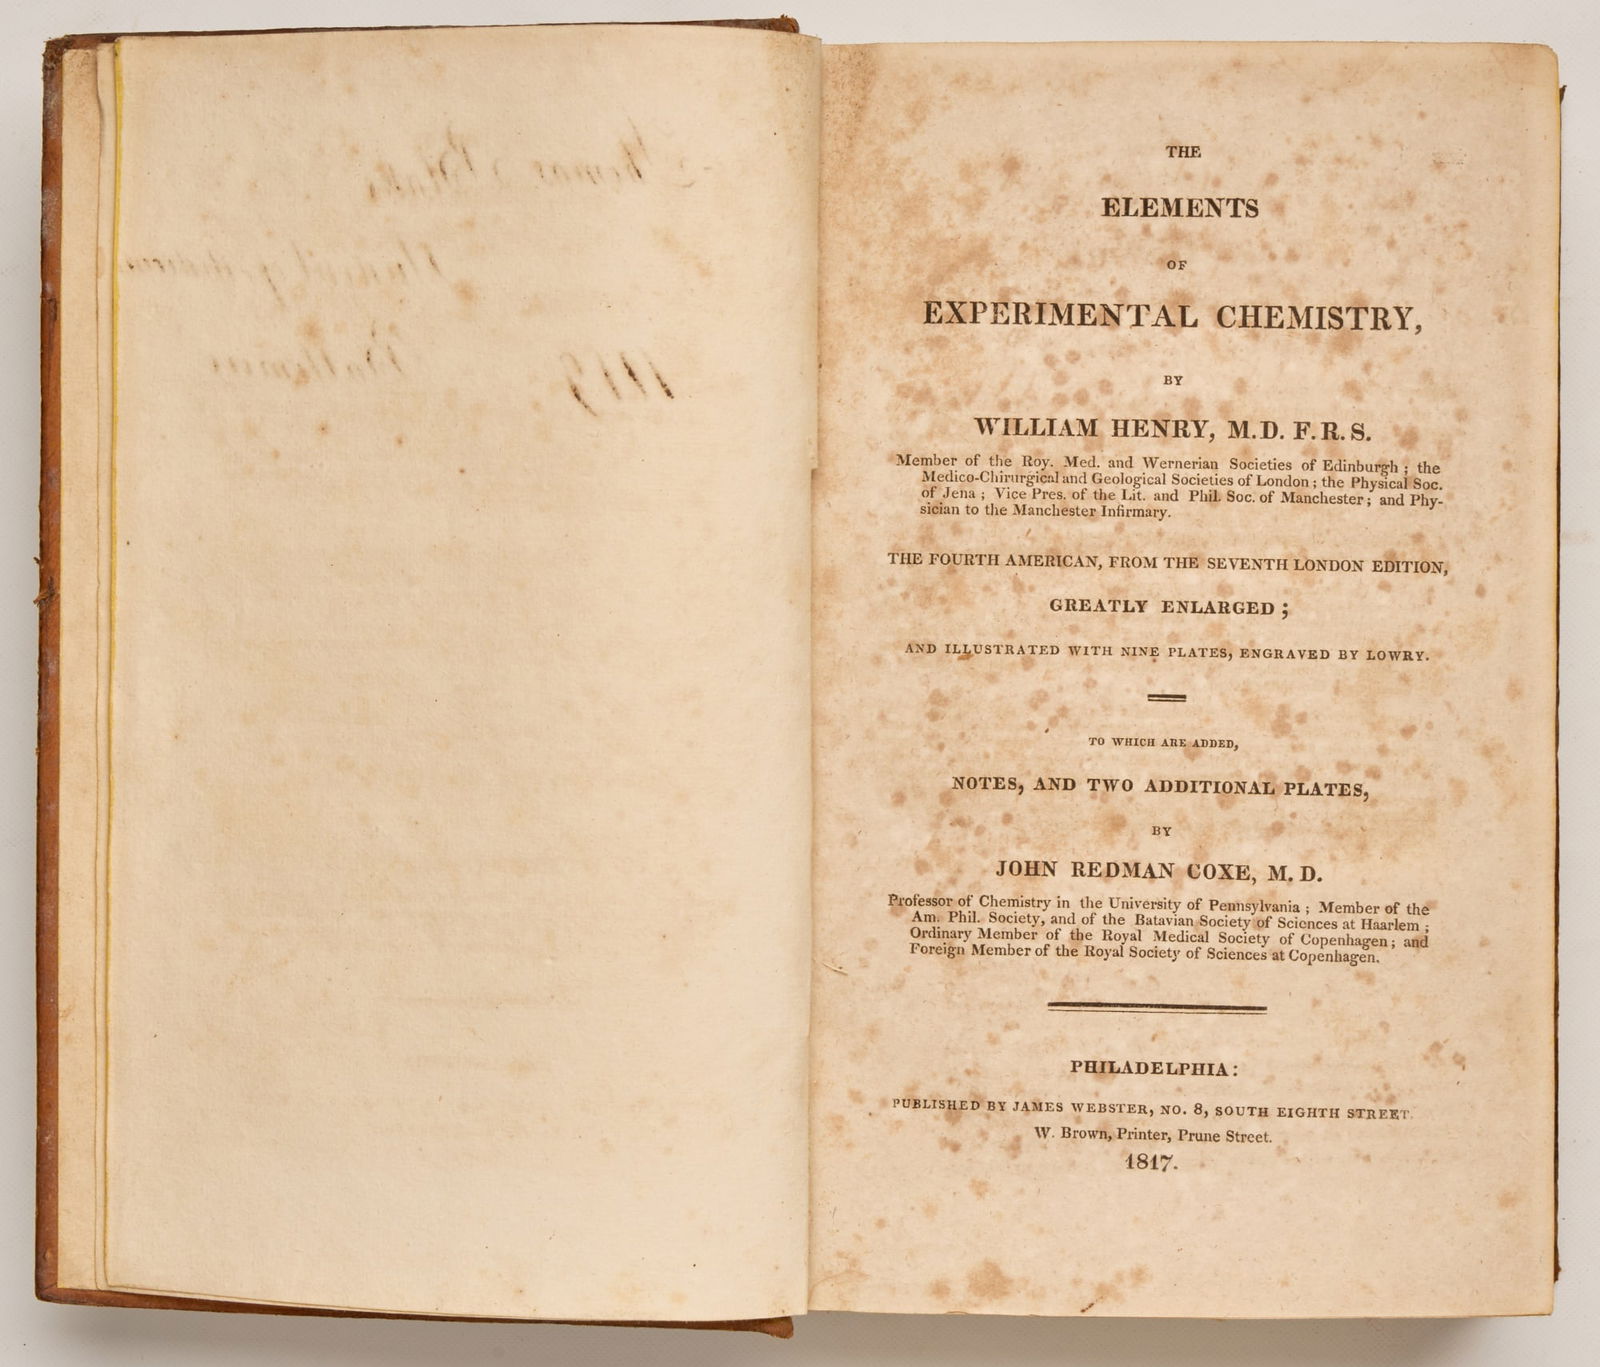 THE
ELEMENTS
OF
EXPERIMENTAL CHEMISTRY,
BY
WILLIAM HENRY, M.D. F.R.S.
Member of the Roy. Med. and Wernerian Societies of Edinburgh ; the
Medico-Chirurgical and Geological Societies of London ; the Physical Soc.
of Jena ; Vice Pres. of the Lit. and Phil. Soc. of Manchester ; and Phy-
sician to the Manchester Infirmary.
THE FOURTH AMERICAN, FROM THE SEVENTH LONDON EDITION,
GREATLY ENLARGED ;
AND ILLUSTRATED WITH NINE PLATES, ENGRAVED BY LOWRY.
TO WHICH ARE ADDED,
NOTES, AND TWO ADDITIONAL PLATES,
BY
JOHN REDMAN COXE, M. D.
Professor of Chemistry in the University of Pennsylvania ; Member of the
Am. Phil. Society, and of the Batavian Society of Sciences at Haarlem ;
Ordinary Member of the Royal Medical Society of Copenhagen ; and
Foreign Member of the Royal Society of Sciences at Copenhagen.
PHILADELPHIA :
PUBLISHED BY JAMES WEBSTER, NO. 8, SOUTH EIGHTH STREET.
W. Brown, Printer, Prune Street.
1817.